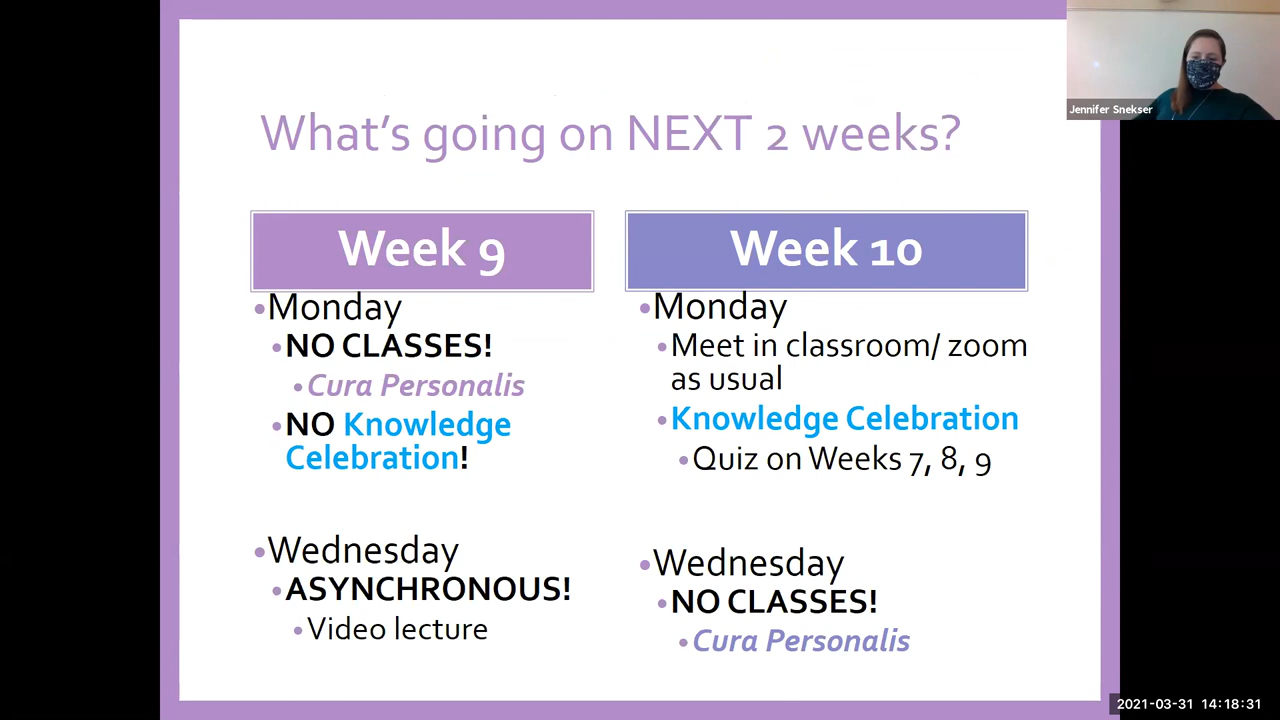 Jennifer Snekser
What's going on NEXT 2 weeks?
Week 9
•Monday
•NO CLASSES!
•Cura Personalis
•NO Knowledge
Celebration!
•Wednesday
•ASYNCHRONOUS!
•Video lecture
Week 10
•Monday
•Meet in classroom/ zoom
as usual
•Knowledge Celebration
•Quiz on Weeks 7, 8, 9
•Wednesday
•NO CLASSES!
•Cura Personalis
2021-03-31 14:18:31